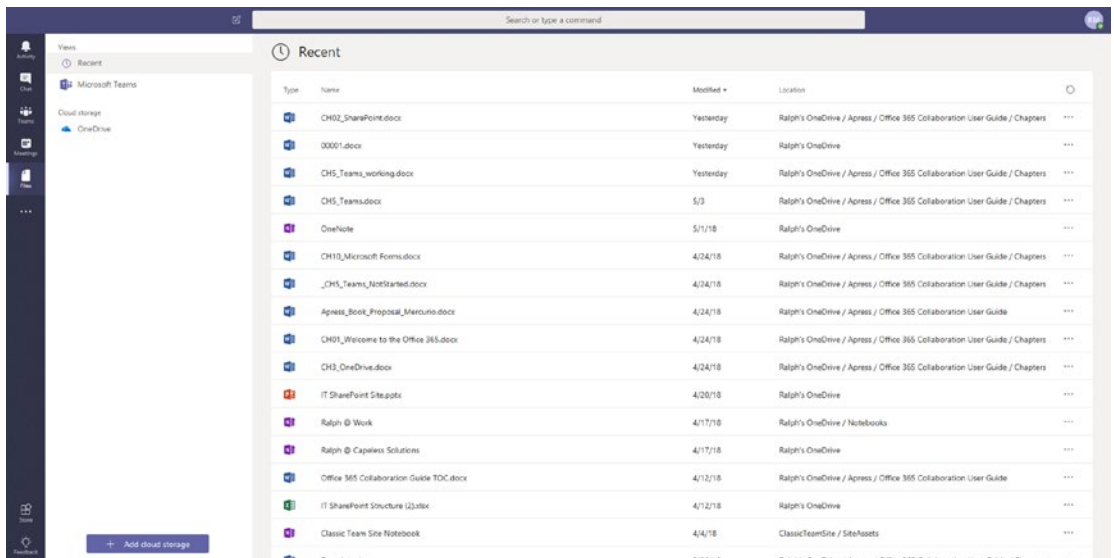 Search or type a command
RM
Activity
Chat
Teams
Meetings
Files
Store
Feedback
Views
Recent
Microsoft Teams
Cloud storage
OneDrive
+ Add cloud storage
Recent
Type Name Modified Location
CH02_SharePoint.docx Yesterday Ralph's OneDrive / Apress / Office 365 Collaboration User Guide / Chapters ...
00001.docx Yesterday Ralph's OneDrive ...
CH5_Teams_working.docx Yesterday Ralph's OneDrive / Apress / Office 365 Collaboration User Guide / Chapters ...
CH5_Teams.docx 5/3 Ralph's OneDrive / Apress / Office 365 Collaboration User Guide / Chapters ...
OneNote 5/1/18 Ralph's OneDrive ...
CH10_Microsoft Forms.docx 4/24/18 Ralph's OneDrive / Apress / Office 365 Collaboration User Guide / Chapters ...
_CH5_Teams_NotStarted.docx 4/24/18 Ralph's OneDrive / Apress / Office 365 Collaboration User Guide / Chapters ...
Apress_Book_Proposal_Mercurio.docx 4/24/18 Ralph's OneDrive / Apress / Office 365 Collaboration User Guide ...
CH01_Welcome to the Office 365.docx 4/24/18 Ralph's OneDrive / Apress / Office 365 Collaboration User Guide / Chapters ...
CH3_OneDrive.docx 4/24/18 Ralph's OneDrive / Apress / Office 365 Collaboration User Guide / Chapters ...
IT SharePoint Site.pptx 4/20/18 Ralph's OneDrive ...
Ralph @ Work 4/17/18 Ralph's OneDrive / Notebooks ...
Ralph @ Capeless Solutions 4/17/18 Ralph's OneDrive ...
Office 365 Collaboration Guide TOC.docx 4/12/18 Ralph's OneDrive / Apress / Office 365 Collaboration User Guide ...
IT SharePoint Structure (2).xlsx 4/12/18 Ralph's OneDrive ...
Classic Team Site Notebook 4/4/18 ClassicTeamSite / SiteAssets ...